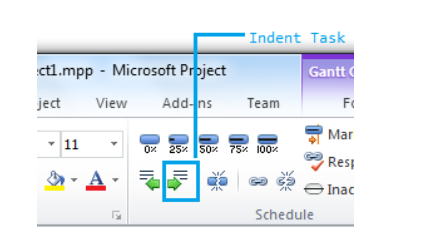 Indent Task
ct1.mpp - Microsoft Project
Gantt C
ject View Add-Ins Team Fo
11
0% 25% 50% 75% 100%
Mar
Resp
Inac
A
Schedule